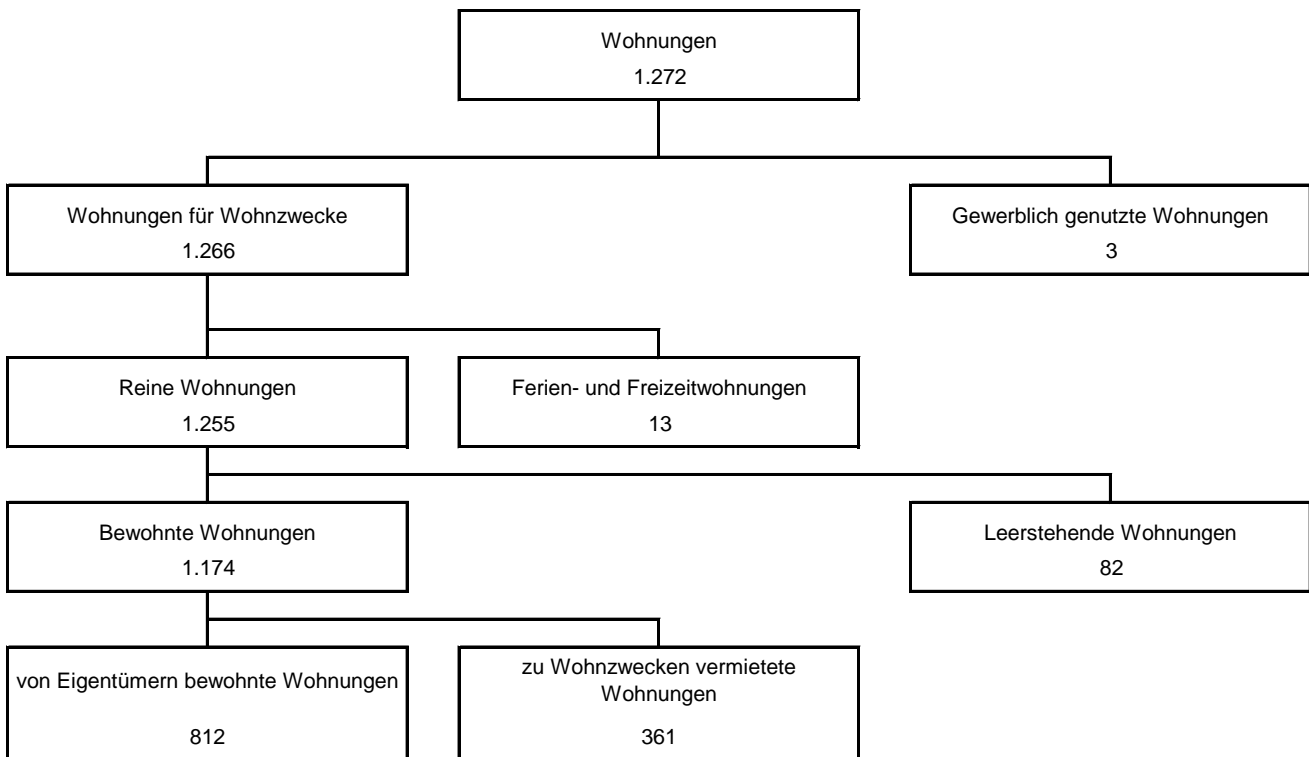 Wohnungen
1.272
Wohnungen für Wohnzwecke
1.266
Gewerblich genutzte Wohnungen
3
Reine Wohnungen
1.255
Ferien- und Freizeitwohnungen
13
Bewohnte Wohnungen
1.174
Leerstehende Wohnungen
82
von Eigentümern bewohnte Wohnungen
812
zu Wohnzwecken vermietete
Wohnungen
361